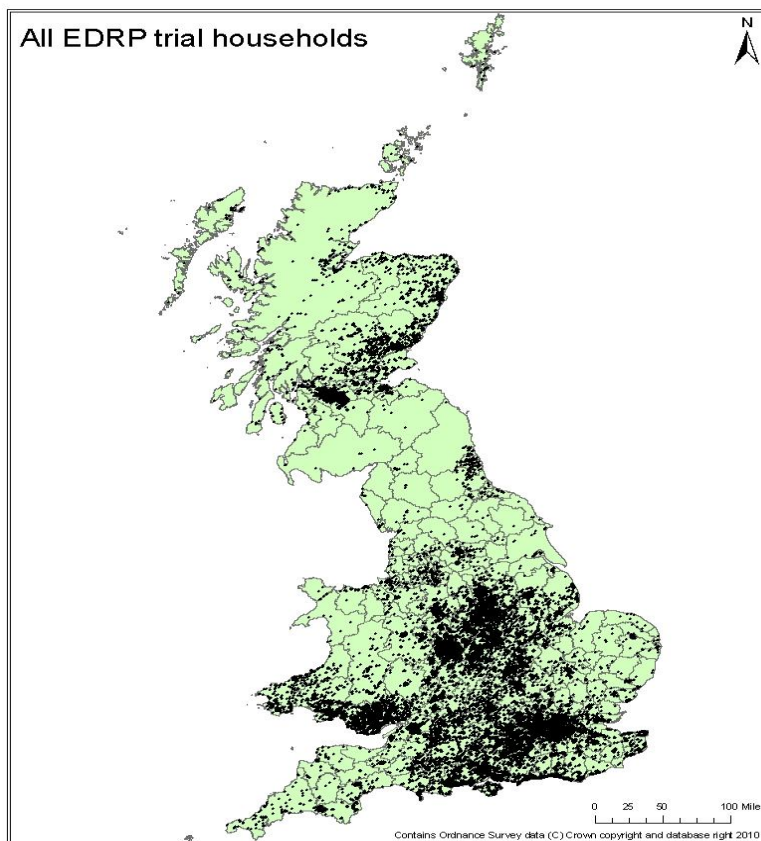 All EDRP trial households
N
0 25 50 100 Mile
Contains Ordnance Survey data (C) Crown copyright and database right 2010